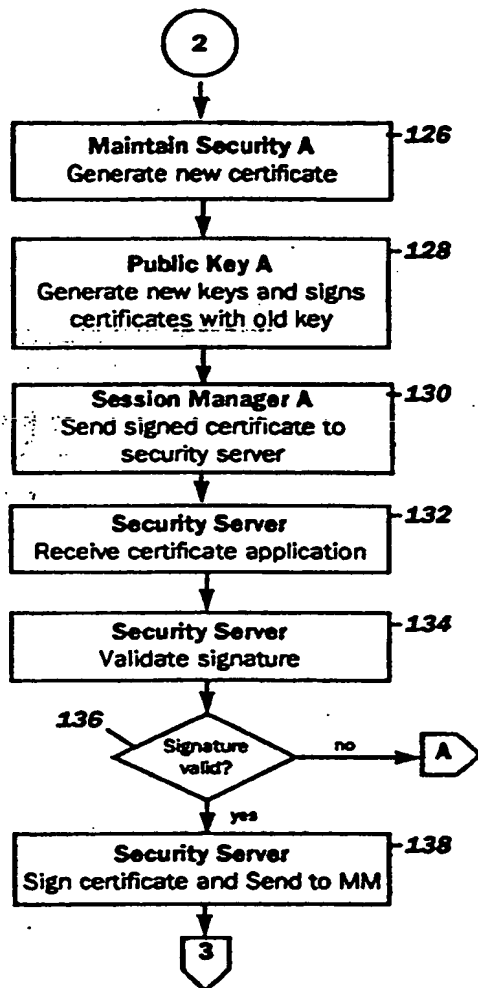 2
Maintain Security A
126
Generate new certificate
Public Key A
128
Generate new keys and signs
certificates with old key
Session Manager A
130
Send signed certificate to
security server
Security Server
132
Receive certificate application
Security Server
134
Validate signature
136
Signature
valid?
no
A
yes
Security Server
138
Sign certificate and Send to MM
3